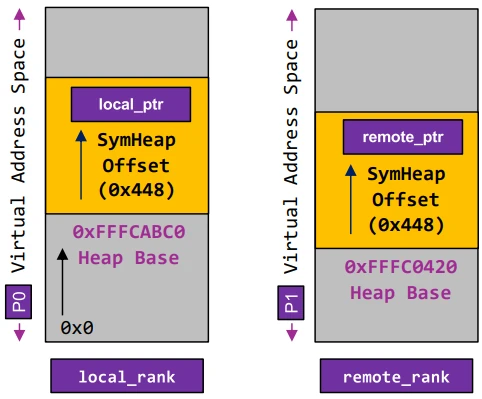 Virtual Address Space
P0
local_ptr
SymHeap
Offset
(0x448)
0xFFFCABC0
Heap Base
0x0
local_rank
Virtual Address Space
P1
remote_ptr
SymHeap
Offset
(0x448)
0xFFFC0420
Heap Base
remote_rank